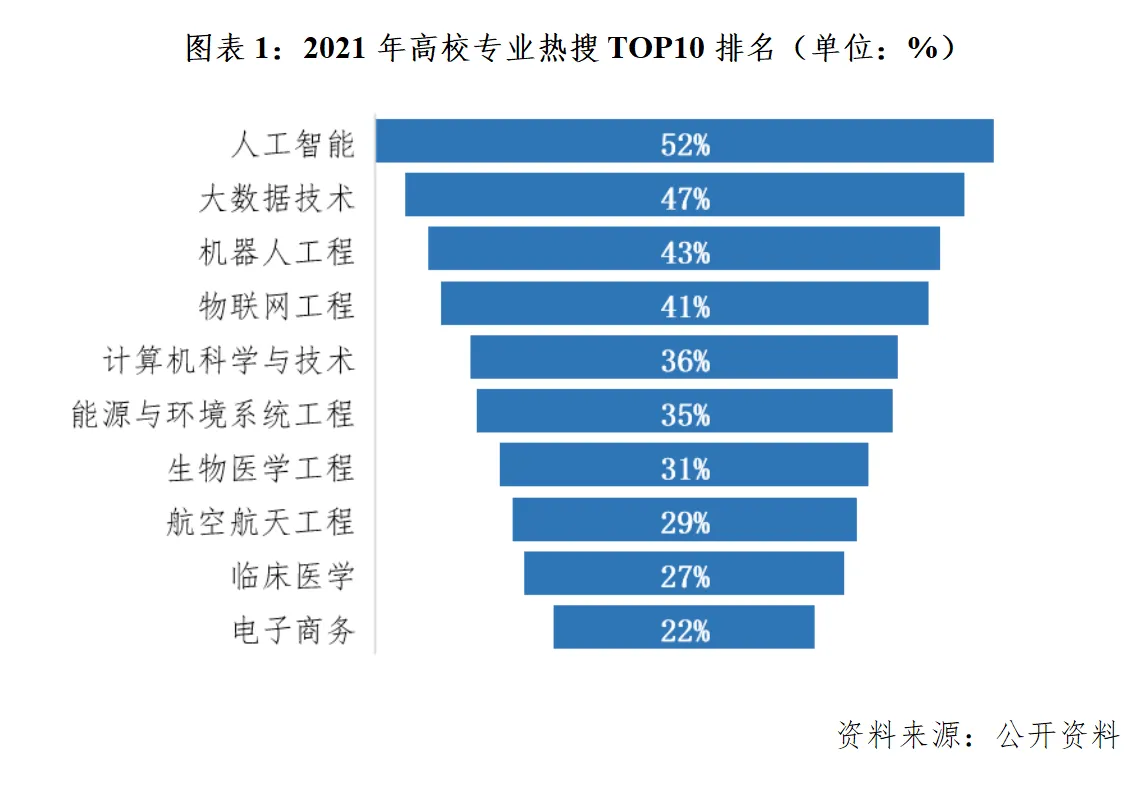 图表 1：2021 年高校专业热搜 TOP10 排名（单位：%）
人工智能 52%
大数据技术 47%
机器人工程 43%
物联网工程 41%
计算机科学与技术 36%
能源与环境系统工程 35%
生物医学工程 31%
航空航天工程 29%
临床医学 27%
电子商务 22%
资料来源：公开资料